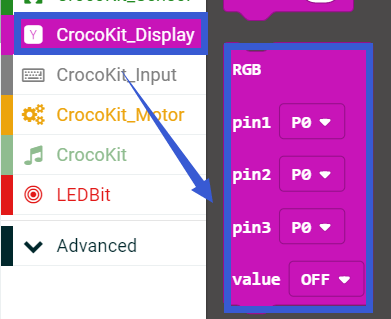 CrocoKit_Sensor
CrocoKit_Display
CrocoKit_Input
CrocoKit_Motor
CrocoKit
LEDBit
Advanced
RGB
pin1 P0
pin2 P0
pin3 P0
value OFF